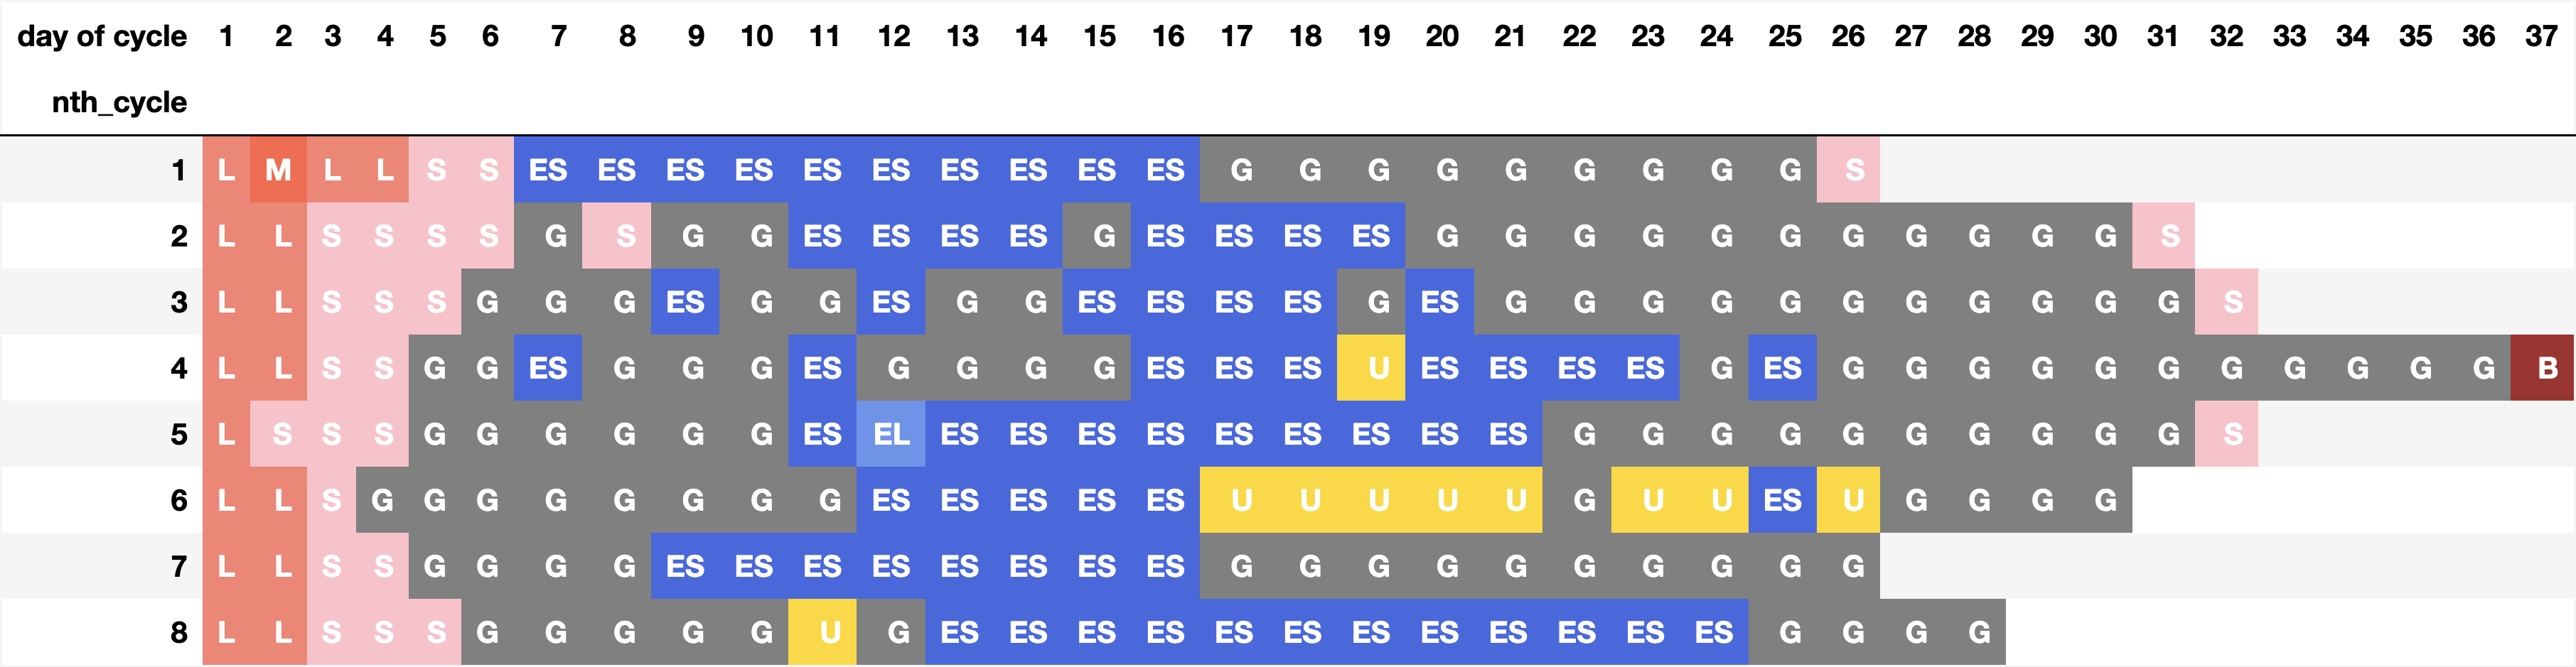 day of cycle 1 2 3 4 5 6 7 8 9 10 11 12 13 14 15 16 17 18 19 20 21 22 23 24 25 26 27 28 29 30 31 32 33 34 35 36 37
nth_cycle
1 L M L L S S ES ES ES ES ES ES ES ES ES ES G G G G G G G G G S
2 L L S S S S G S G G ES ES ES ES G ES ES ES ES G G G G G G G G G G G S
3 L L S S S G G G ES G G ES G G ES ES ES ES G ES G G G G G G G G G G G S
4 L L S S G G ES G G G ES G G G G ES ES ES U ES ES ES ES G ES G G G G G G G G G G G B
5 L S S S G G G G G G ES EL ES ES ES ES ES ES ES ES ES G G G G G G G G G G S
6 L L S G G G G G G G G ES ES ES ES ES U U U U U G U U ES U G G G G
7 L L S S G G G G ES ES ES ES ES ES ES ES G G G G G G G G G G
8 L L S S S G G G G G U G ES ES ES ES ES ES ES ES ES ES ES ES G G G G